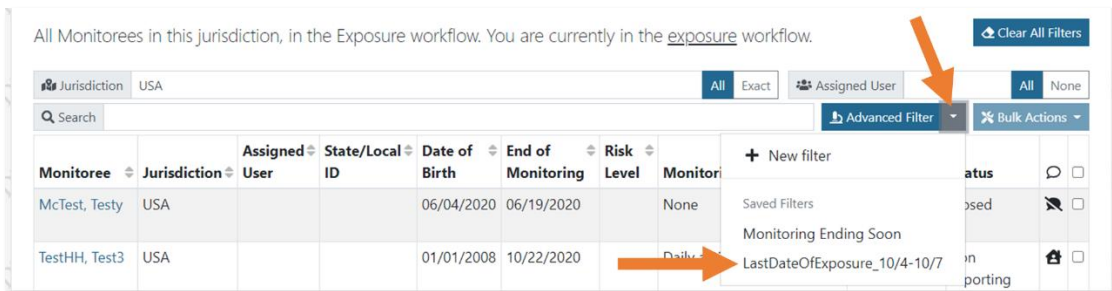 All Monitorees in this jurisdiction, in the Exposure workflow. You are currently in the exposure workflow.
Clear All Filters
Jurisdiction USA All Exact Assigned User All None
Search Advanced Filter Bulk Actions
Monitoree Jurisdiction Assigned User State/Local ID Date of Birth End of Monitoring Risk Level
New filter
McTest, Testy USA 06/04/2020 06/19/2020 None
Saved Filters
Monitoring Ending Soon
TestHH, Test3 USA 01/01/2008 10/22/2020
LastDateOfExposure_10/4-10/7